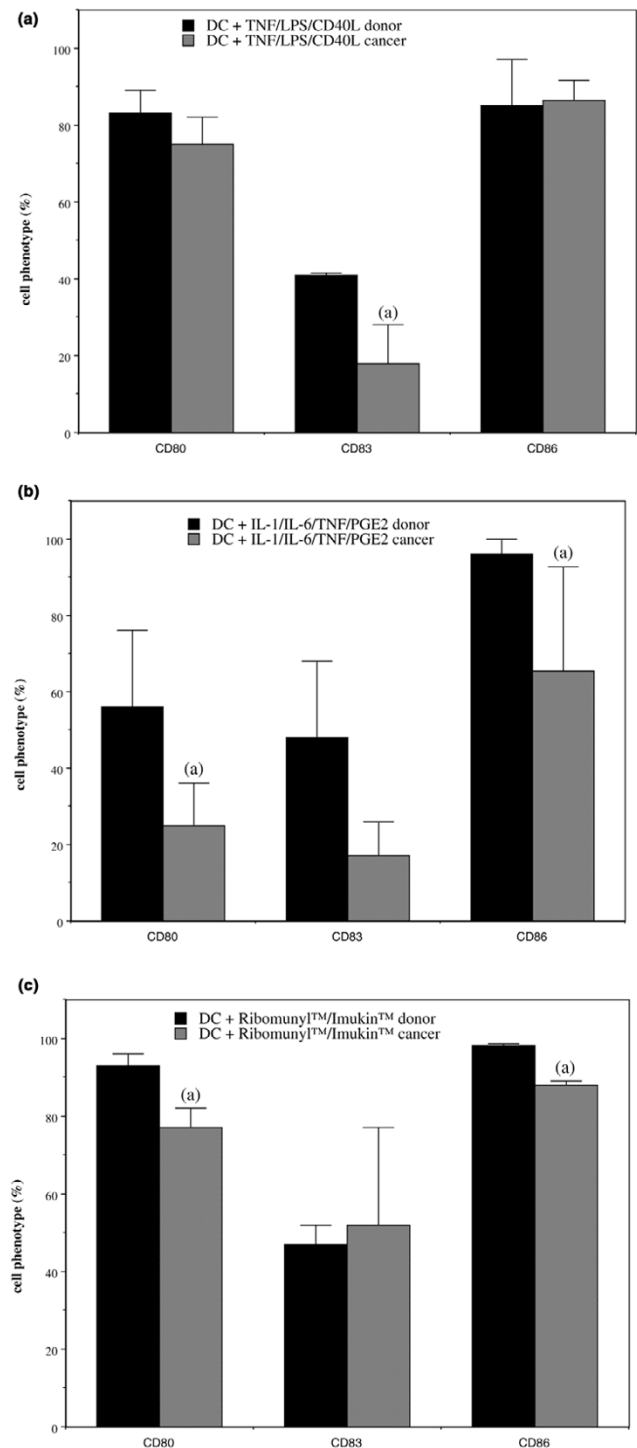 (a)
DC + TNF/LPS/CD40L donor
DC + TNF/LPS/CD40L cancer
100
80
60
40
20
0
cell phenotype (%)
(a)
CD80 CD83 CD86
(b)
DC + IL-1/IL-6/TNF/PGE2 donor
DC + IL-1/IL-6/TNF/PGE2 cancer
100
80
60
40
20
0
cell phenotype (%)
(a)
(a)
CD80 CD83 CD86
(c)
DC + Ribomunyl™/Imukin™ donor
DC + Ribomunyl™/Imukin™ cancer
100
80
60
40
20
0
cell phenotype (%)
(a)
(a)
CD80 CD83 CD86